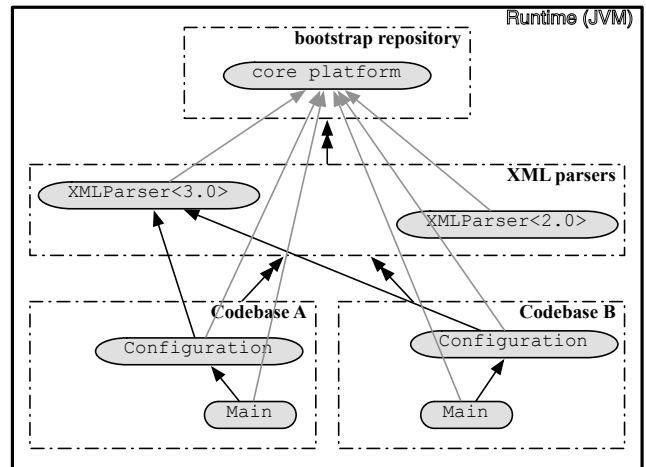 Runtime (JVM)
bootstrap repository
core platform
XML parsers
XMLParser<3.0>
XMLParser<2.0>
Codebase A
Codebase B
Configuration
Configuration
Main
Main